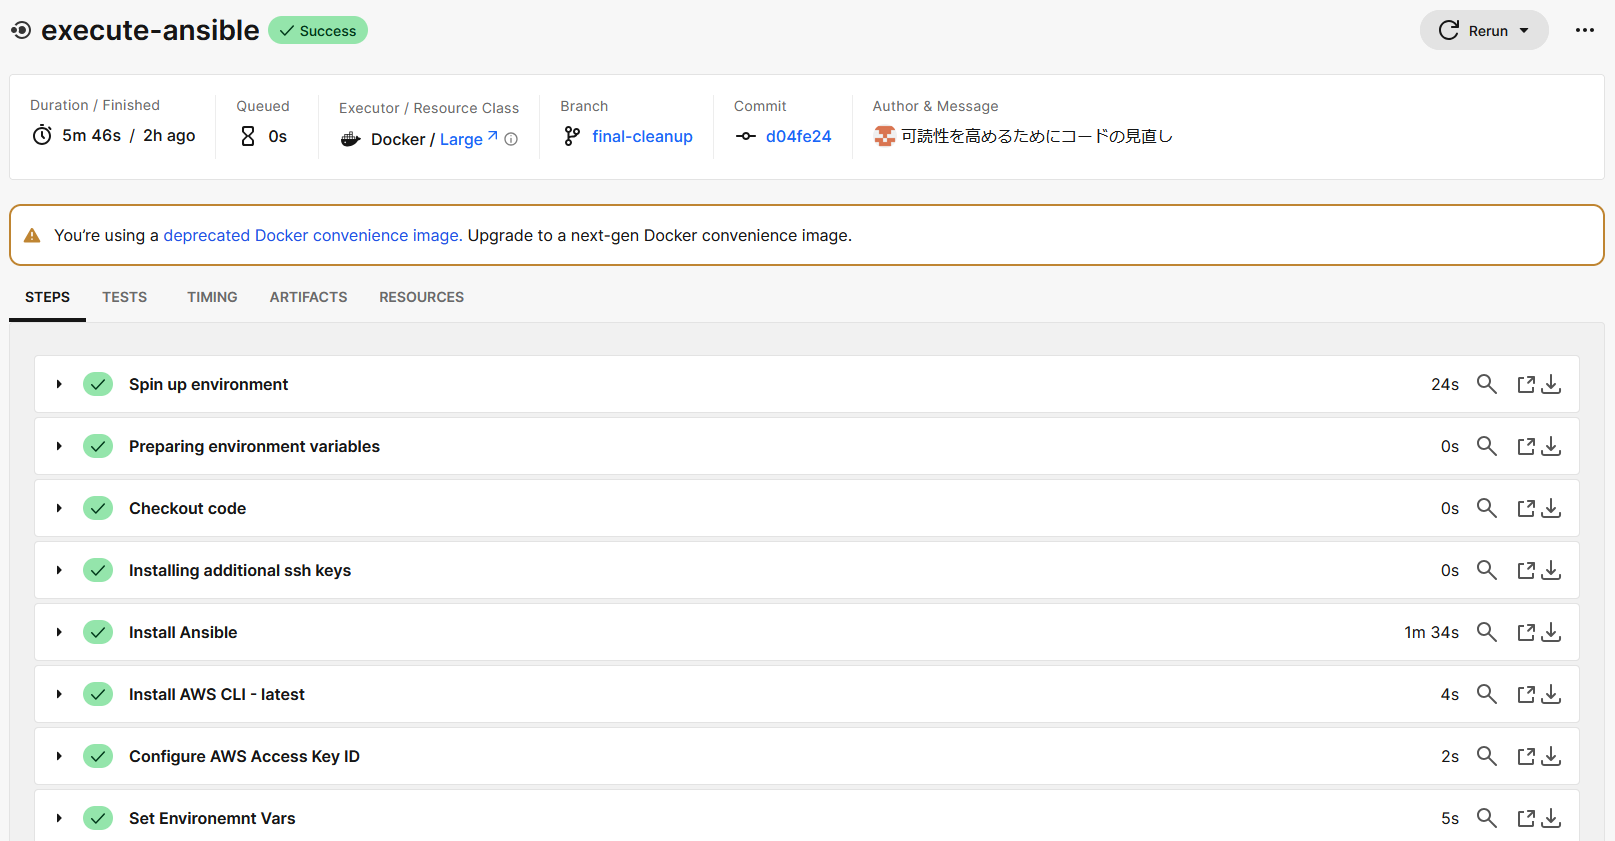 execute-ansible Success Rerun
Duration / Finished Queued Executor / Resource Class Branch Commit Author & Message
5m 46s / 2h ago 0s Docker / Large final-cleanup d04fe24 可読性を高めるためにコードの見直し
You're using a deprecated Docker convenience image. Upgrade to a next-gen Docker convenience image.
STEPS TESTS TIMING ARTIFACTS RESOURCES
Spin up environment 24s
Preparing environment variables 0s
Checkout code 0s
Installing additional ssh keys 0s
Install Ansible 1m 34s
Install AWS CLI - latest 4s
Configure AWS Access Key ID 2s
Set Environemnt Vars 5s